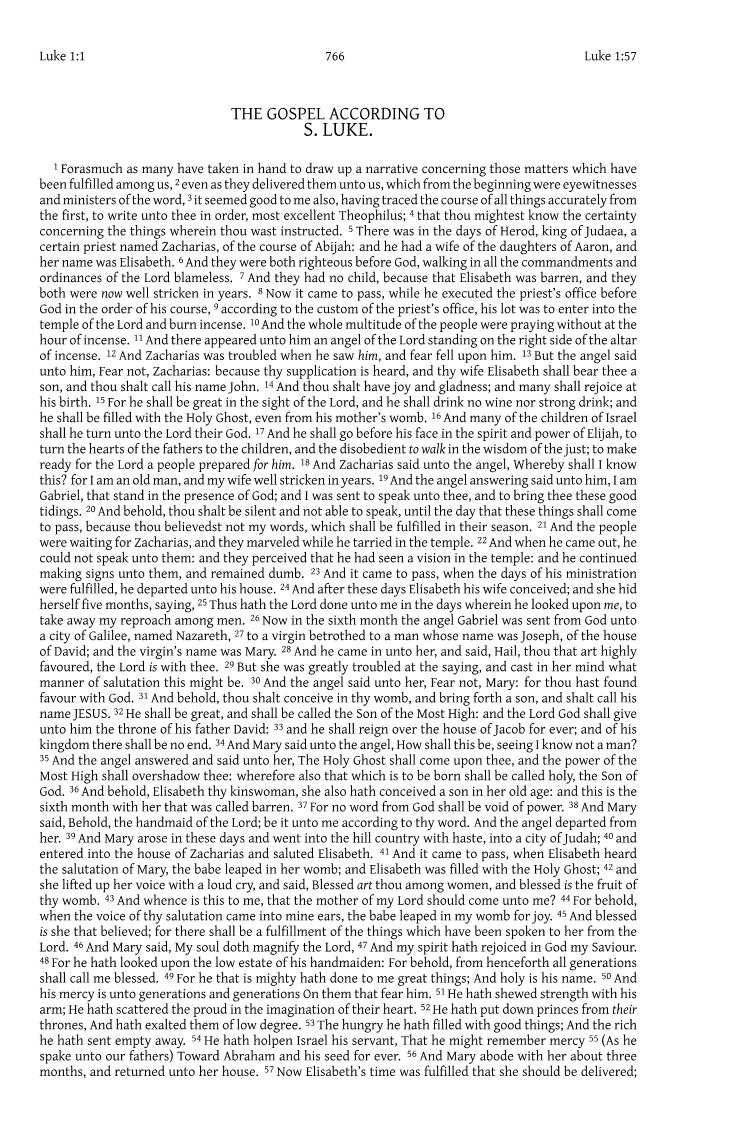 Luke 1:1 766 Luke 1:57
THE GOSPEL ACCORDING TO
S. LUKE.
1 Forasmuch as many have taken in hand to draw up a narrative concerning those matters which have
been fulfilled among us, 2 even as they delivered them unto us, which from the beginning were eyewitnesses
and ministers of the word, 3 it seemed good to me also, having traced the course of all things accurately from
the first, to write unto thee in order, most excellent Theophilus; 4 that thou mightest know the certainty
concerning the things wherein thou wast instructed. 5 There was in the days of Herod, king of Judaea, a
certain priest named Zacharias, of the course of Abijah: and he had a wife of the daughters of Aaron, and
her name was Elisabeth. 6 And they were both righteous before God, walking in all the commandments and
ordinances of the Lord blameless. 7 And they had no child, because that Elisabeth was barren, and they
both were now well stricken in years. 8 Now it came to pass, while he executed the priest's office before
God in the order of his course, 9 according to the custom of the priest's office, his lot was to enter into the
temple of the Lord and burn incense. 10 And the whole multitude of the people were praying without at the
hour of incense. 11 And there appeared unto him an angel of the Lord standing on the right side of the altar
of incense. 12 And Zacharias was troubled when he saw him, and fear fell upon him. 13 But the angel said
unto him, Fear not, Zacharias: because thy supplication is heard, and thy wife Elisabeth shall bear thee a
son, and thou shalt call his name John. 14 And thou shalt have joy and gladness; and many shall rejoice at
his birth. 15 For he shall be great in the sight of the Lord, and he shall drink no wine nor strong drink; and
he shall be filled with the Holy Ghost, even from his mother's womb. 16 And many of the children of Israel
shall he turn unto the Lord their God. 17 And he shall go before his face in the spirit and power of Elijah, to
turn the hearts of the fathers to the children, and the disobedient to walk in the wisdom of the just; to make
ready for the Lord a people prepared for him. 18 And Zacharias said unto the angel, Whereby shall I know
this? for I am an old man, and my wife well stricken in years. 19 And the angel answering said unto him, I am
Gabriel, that stand in the presence of God; and I was sent to speak unto thee, and to bring thee these good
tidings. 20 And behold, thou shalt be silent and not able to speak, until the day that these things shall come
to pass, because thou believedst not my words, which shall be fulfilled in their season. 21 And the people
were waiting for Zacharias, and they marveled while he tarried in the temple. 22 And when he came out, he
could not speak unto them: and they perceived that he had seen a vision in the temple: and he continued
making signs unto them, and remained dumb. 23 And it came to pass, when the days of his ministration
were fulfilled, he departed unto his house. 24 And after these days Elisabeth his wife conceived; and she hid
herself five months, saying, 25 Thus hath the Lord done unto me in the days wherein he looked upon me, to
take away my reproach among men. 26 Now in the sixth month the angel Gabriel was sent from God unto
a city of Galilee, named Nazareth, 27 to a virgin betrothed to a man whose name was Joseph, of the house
of David; and the virgin's name was Mary. 28 And he came in unto her, and said, Hail, thou that art highly
favoured, the Lord is with thee. 29 But she was greatly troubled at the saying, and cast in her mind what
manner of salutation this might be. 30 And the angel said unto her, Fear not, Mary: for thou hast found
favour with God. 31 And behold, thou shalt conceive in thy womb, and bring forth a son, and shalt call his
name JESUS. 32 He shall be great, and shall be called the Son of the Most High: and the Lord God shall give
unto him the throne of his father David: 33 and he shall reign over the house of Jacob for ever; and of his
kingdom there shall be no end. 34 And Mary said unto the angel, How shall this be, seeing I know not a man?
35 And the angel answered and said unto her, The Holy Ghost shall come upon thee, and the power of the
Most High shall overshadow thee: wherefore also that which is to be born shall be called holy, the Son of
God. 36 And behold, Elisabeth thy kinswoman, she also hath conceived a son in her old age: and this is the
sixth month with her that was called barren. 37 For no word from God shall be void of power. 38 And Mary
said, Behold, the handmaid of the Lord; be it unto me according to thy word. And the angel departed from
her. 39 And Mary arose in these days and went into the hill country with haste, into a city of Judah; 40 and
entered into the house of Zacharias and saluted Elisabeth. 41 And it came to pass, when Elisabeth heard
the salutation of Mary, the babe leaped in her womb; and Elisabeth was filled with the Holy Ghost; 42 and
she lifted up her voice with a loud cry, and said, Blessed art thou among women, and blessed is the fruit of
thy womb. 43 And whence is this to me, that the mother of my Lord should come unto me? 44 For behold,
when the voice of thy salutation came into mine ears, the babe leaped in my womb for joy. 45 And blessed
is she that believed; for there shall be a fulfillment of the things which have been spoken to her from the
Lord. 46 And Mary said, My soul doth magnify the Lord, 47 And my spirit hath rejoiced in God my Saviour.
48 For he hath looked upon the low estate of his handmaiden: For behold, from henceforth all generations
shall call me blessed. 49 For he that is mighty hath done to me great things; And holy is his name. 50 And
his mercy is unto generations and generations On them that fear him. 51 He hath shewed strength with his
arm; He hath scattered the proud in the imagination of their heart. 52 He hath put down princes from their
thrones, And hath exalted them of low degree. 53 The hungry he hath filled with good things; And the rich
he hath sent empty away. 54 He hath holpen Israel his servant, That he might remember mercy 55 (As he
spake unto our fathers) Toward Abraham and his seed for ever. 56 And Mary abode with her about three
months, and returned unto her house. 57 Now Elisabeth's time was fulfilled that she should be delivered;